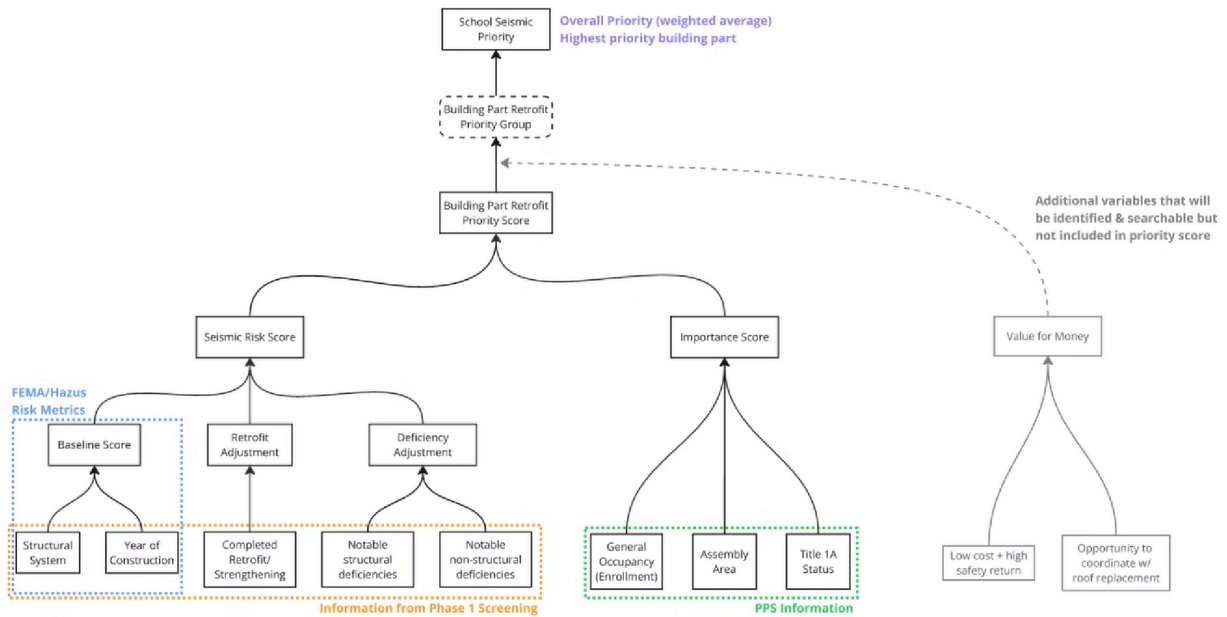 School Seismic
Priority
Overall Priority (weighted average)
Highest priority building part
Building Part Retrofit
Priority Group
Building Part Retrofit
Priority Score
Additional variables that will
be identified & searchable but
not included in priority score
Seismic Risk Score
Importance Score
Value for Money
FEMA/Hazus
Risk Metrics
Baseline Score
Retrofit
Adjustment
Deficiency
Adjustment
Structural
System
Year of
Construction
Completed
Retrofit/
Strengthening
Notable
structural
deficiencies
Notable
non-structural
deficiencies
General
Occupancy
(Enrollment)
Assembly
Area
Title 1A
Status
Low cost + high
safety return
Opportunity to
coordinate w/
roof replacement
Information from Phase 1 Screening
PPS Information